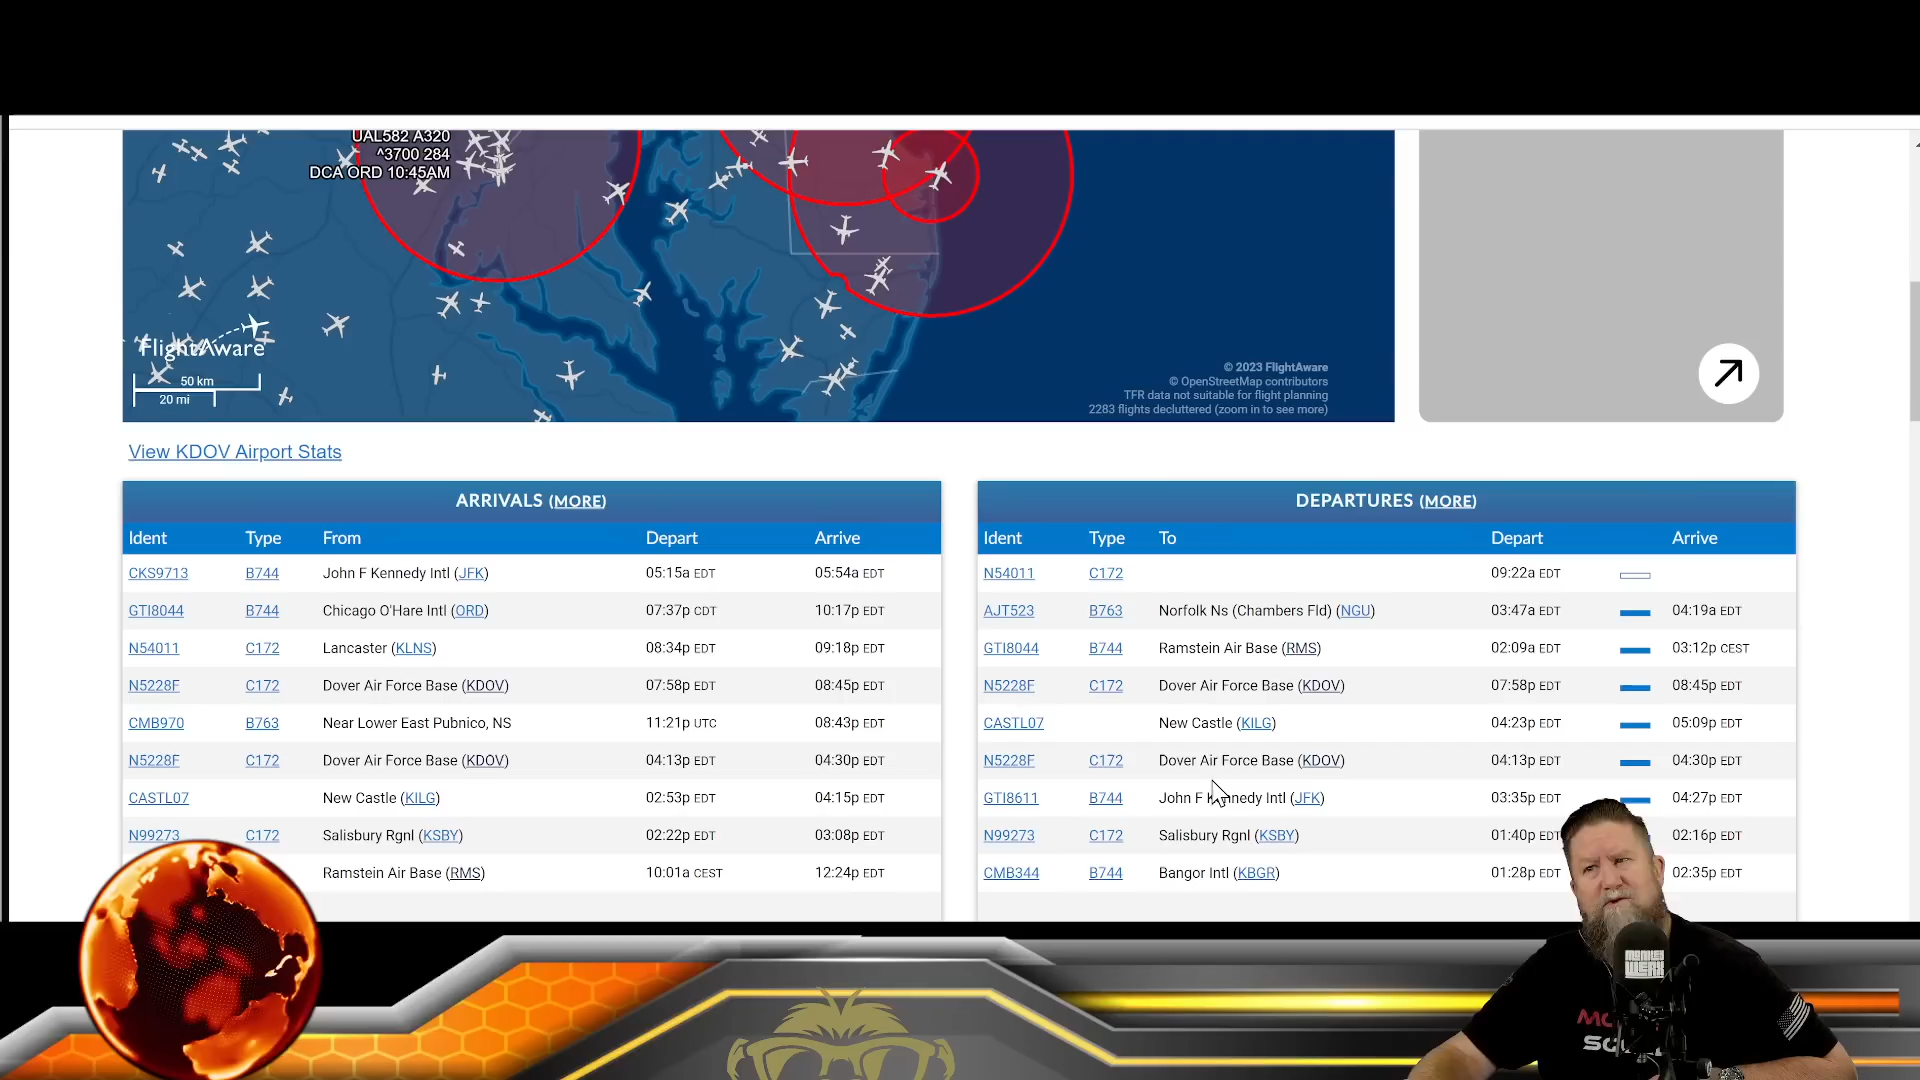 UAL582 A320
^3700 284
DCA ORD 10:45AM
FlightAware
50 km
20 mi
© 2023 FlightAware
© OpenStreetMap contributors
TFR data not suitable for flight planning
2283 flights decluttered (zoom in to see more)
View KDOV Airport Stats
ARRIVALS (MORE)
Ident Type From Depart Arrive
CKS9713 B744 John F Kennedy Intl (JFK) 05:15a EDT 05:54a EDT
GTI8044 B744 Chicago O'Hare Intl (ORD) 07:37p CDT 10:17p EDT
N54011 C172 Lancaster (KLNS) 08:34p EDT 09:18p EDT
N5228F C172 Dover Air Force Base (KDOV) 07:58p EDT 08:45p EDT
CMB970 B763 Near Lower East Pubnico, NS 11:21p UTC 08:43p EDT
N5228F C172 Dover Air Force Base (KDOV) 04:13p EDT 04:30p EDT
CASTL07 New Castle (KILG) 02:53p EDT 04:15p EDT
N99273 C172 Salisbury Rgnl (KSBY) 02:22p EDT 03:08p EDT
Ramstein Air Base (RMS) 10:01a CEST 12:24p EDT
DEPARTURES (MORE)
Ident Type To Depart Arrive
N54011 C172 09:22a EDT
AJT523 B763 Norfolk Ns (Chambers Fld) (NGU) 03:47a EDT 04:19a EDT
GTI8044 B744 Ramstein Air Base (RMS) 02:09a EDT 03:12p CEST
N5228F C172 Dover Air Force Base (KDOV) 07:58p EDT 08:45p EDT
CASTL07 New Castle (KILG) 04:23p EDT 05:09p EDT
N5228F C172 Dover Air Force Base (KDOV) 04:13p EDT 04:30p EDT
GTI8611 B744 John F Kennedy Intl (JFK) 03:35p EDT 04:27p EDT
N99273 C172 Salisbury Rgnl (KSBY) 01:40p EDT 02:16p EDT
CMB344 B744 Bangor Intl (KBGR) 01:28p EDT 02:35p EDT